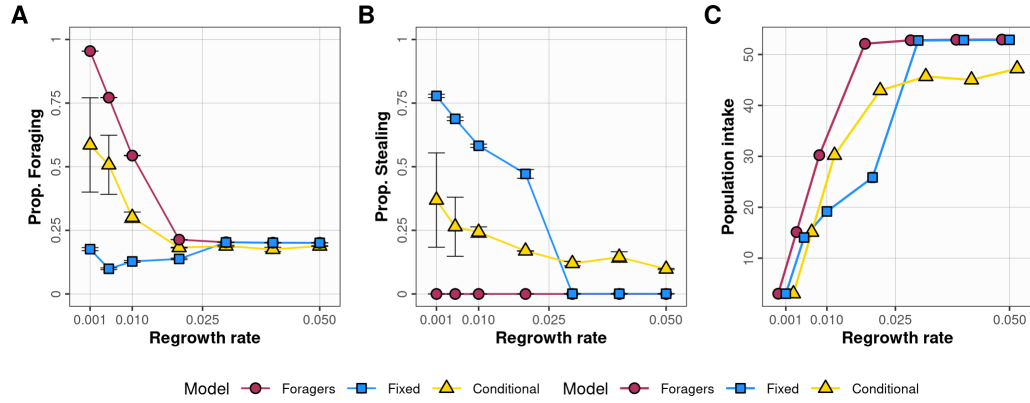 A
B
C
Prop. Foraging
1
0.75
0.5
0.25
0
0.001
0.010
0.025
0.050
Regrowth rate
Prop. Stealing
1
0.75
0.5
0.25
0
0.001
0.010
0.025
0.050
Regrowth rate
Population intake
50
40
30
20
10
0.001
0.010
0.025
0.050
Regrowth rate
Model Foragers Fixed Conditional Model Foragers Fixed Conditional